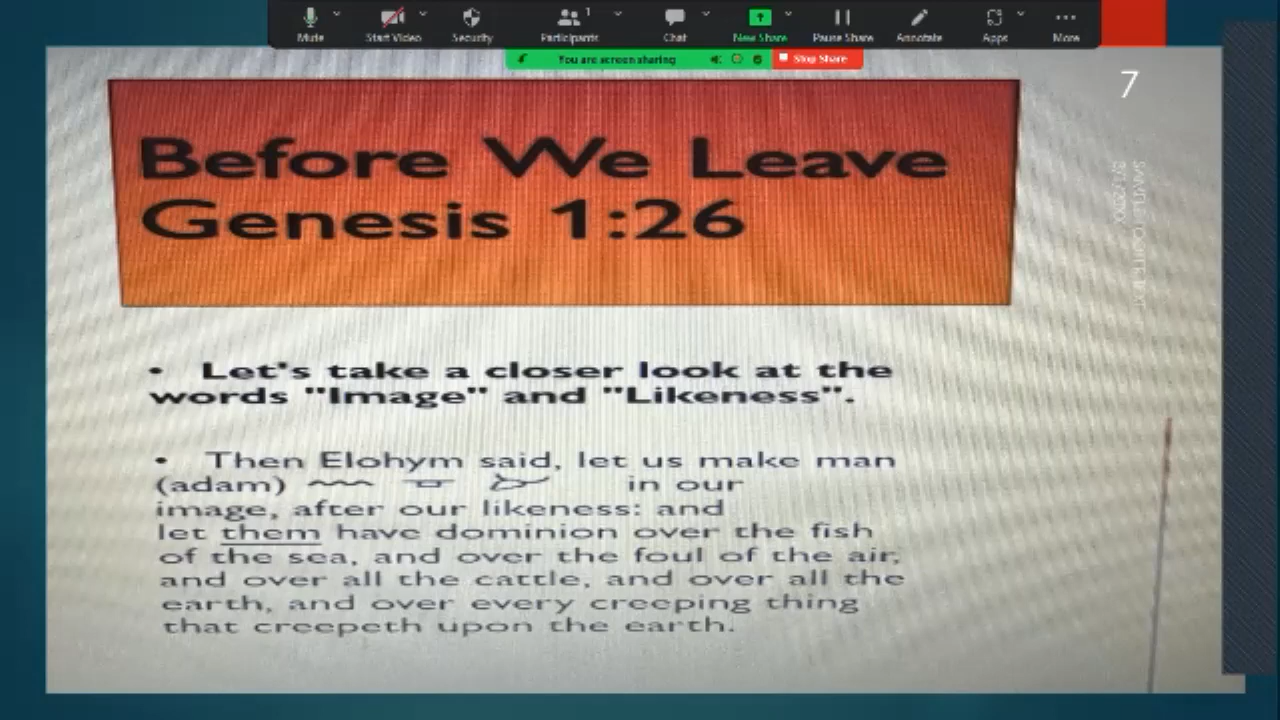 Mute
Start Video
Security
Participants
1
Chat
New Share
Pause Share
Annotate
Apps
More
You are screen sharing
Stop Share
7
Before We Leave
Genesis 1:26
• Let's take a closer look at the
words "Image" and "Likeness".
• Then Elohym said, let us make man
(adam) in our
image, after our likeness: and
let them have dominion over the fish
of the sea, and over the foul of the air,
and over all the cattle, and over all the
earth, and over every creeping thing
that creepeth upon the earth.